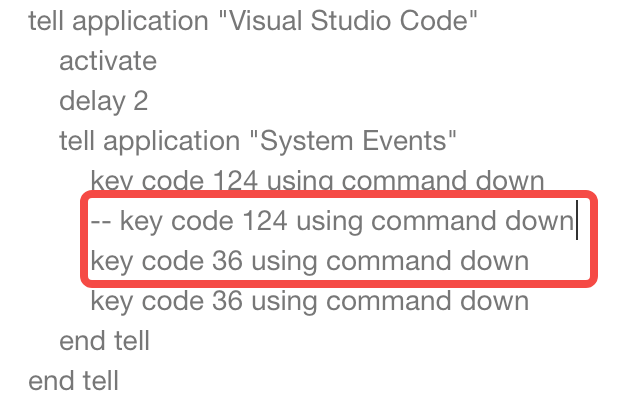 tell application "Visual Studio Code"
activate
delay 2
tell application "System Events"
key code 124 using command down
-- key code 124 using command down
key code 36 using command down
key code 36 using command down
end tell
end tell